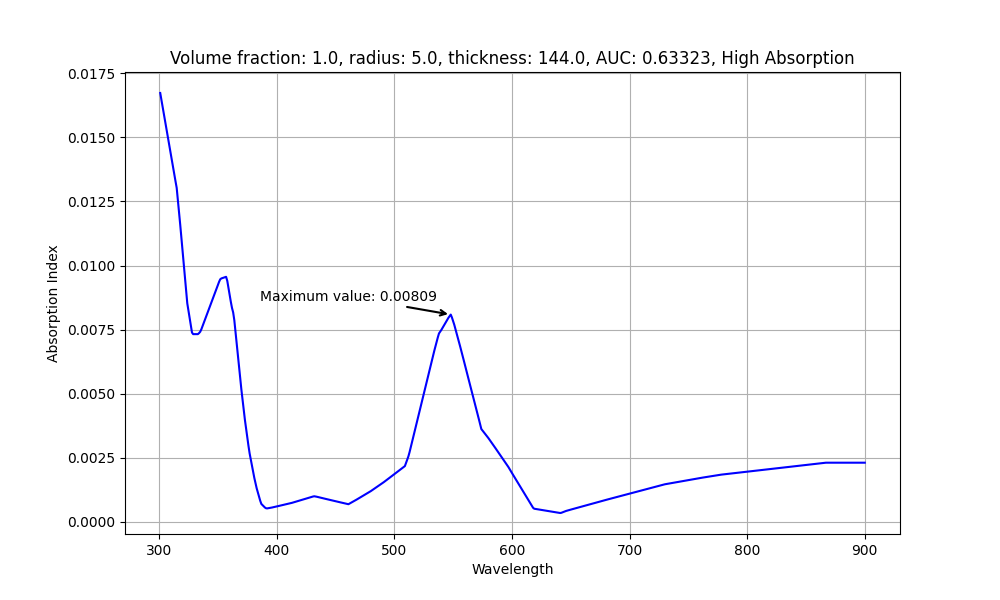 Volume fraction: 1.0, radius: 5.0, thickness: 144.0, AUC: 0.63323, High Absorption
0.0175
0.0150
0.0125
0.0100
0.0075
0.0050
0.0025
0.0000
Absorption Index
Maximum value: 0.00809
300 400 500 600 700 800 900
Wavelength